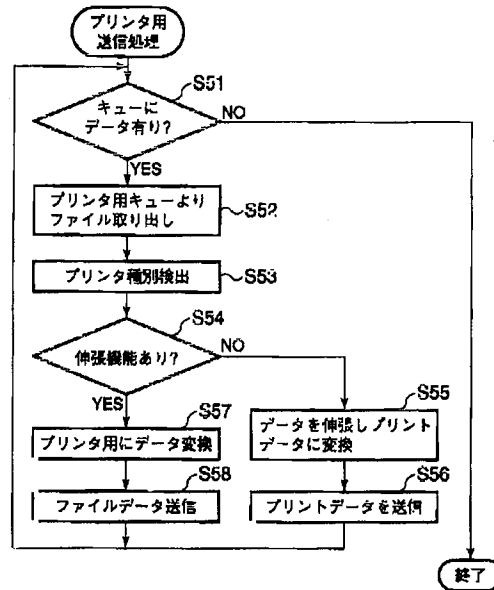 プリンタ用
送信処理
S51
キューに
データ有り?
NO
YES
プリンタ用キューより
ファイル取り出し
S52
プリンタ種別検出
S53
S54
伸張機能あり?
NO
YES
S57
プリンタ用にデータ変換
S58
ファイルデータ送信
S55
データを伸張しプリント
データに変換
S56
プリントデータを送信
終了